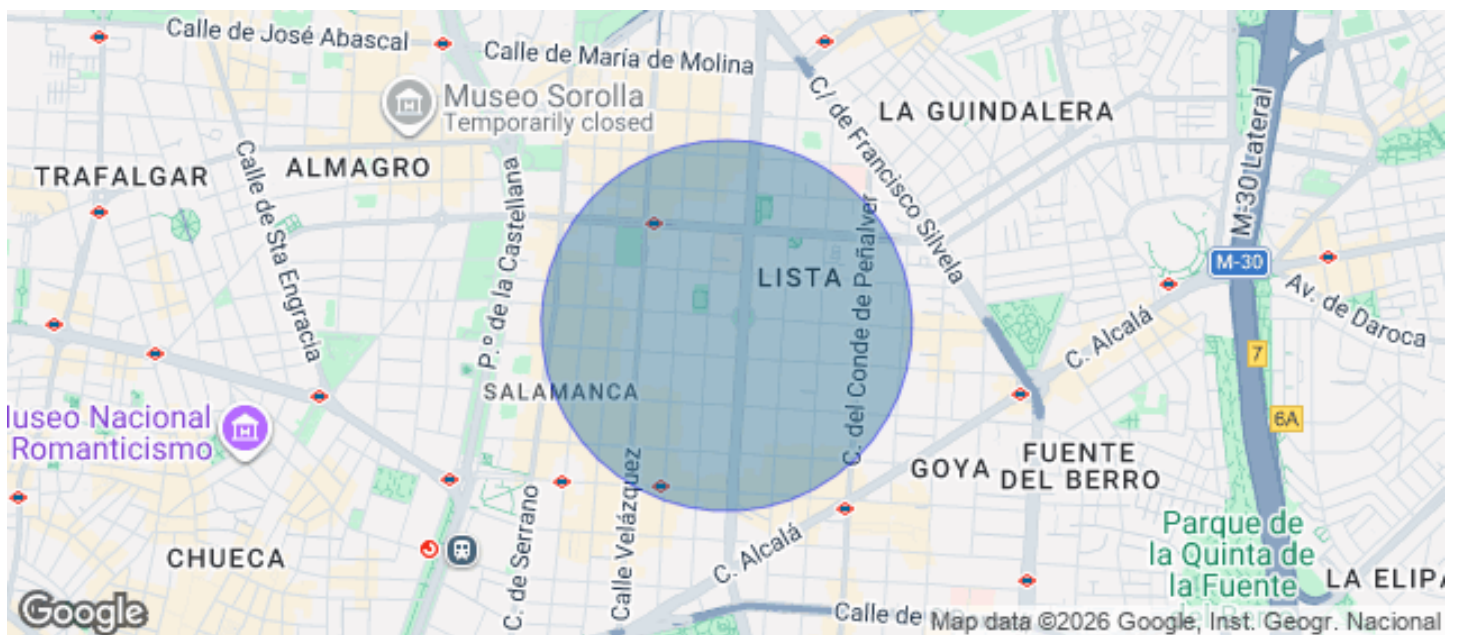 Calle de José Abascal
Calle de María de Molina
Museo Sorolla
Temporarily closed
C/ de Francisco Silvela
LA GUINDALERA
M-30 Lateral
TRAFALGAR
ALMAGRO
Calle de Sta Engracia
P.º de la Castellana
LISTA
C. del Conde de Peñalver
M-30
Av. de Daroca
C. Alcalá
7
SALAMANCA
6A
useo Nacional
Romanticismo
Calle Velázquez
GOYA
FUENTE
DEL BERRO
C. de Serrano
Parque de
la Quinta de
la Fuente
CHUECA
C. Alcalá
LA ELIPA
Google
Calle de
Map data ©2026 Google, Inst. Geogr. Nacional